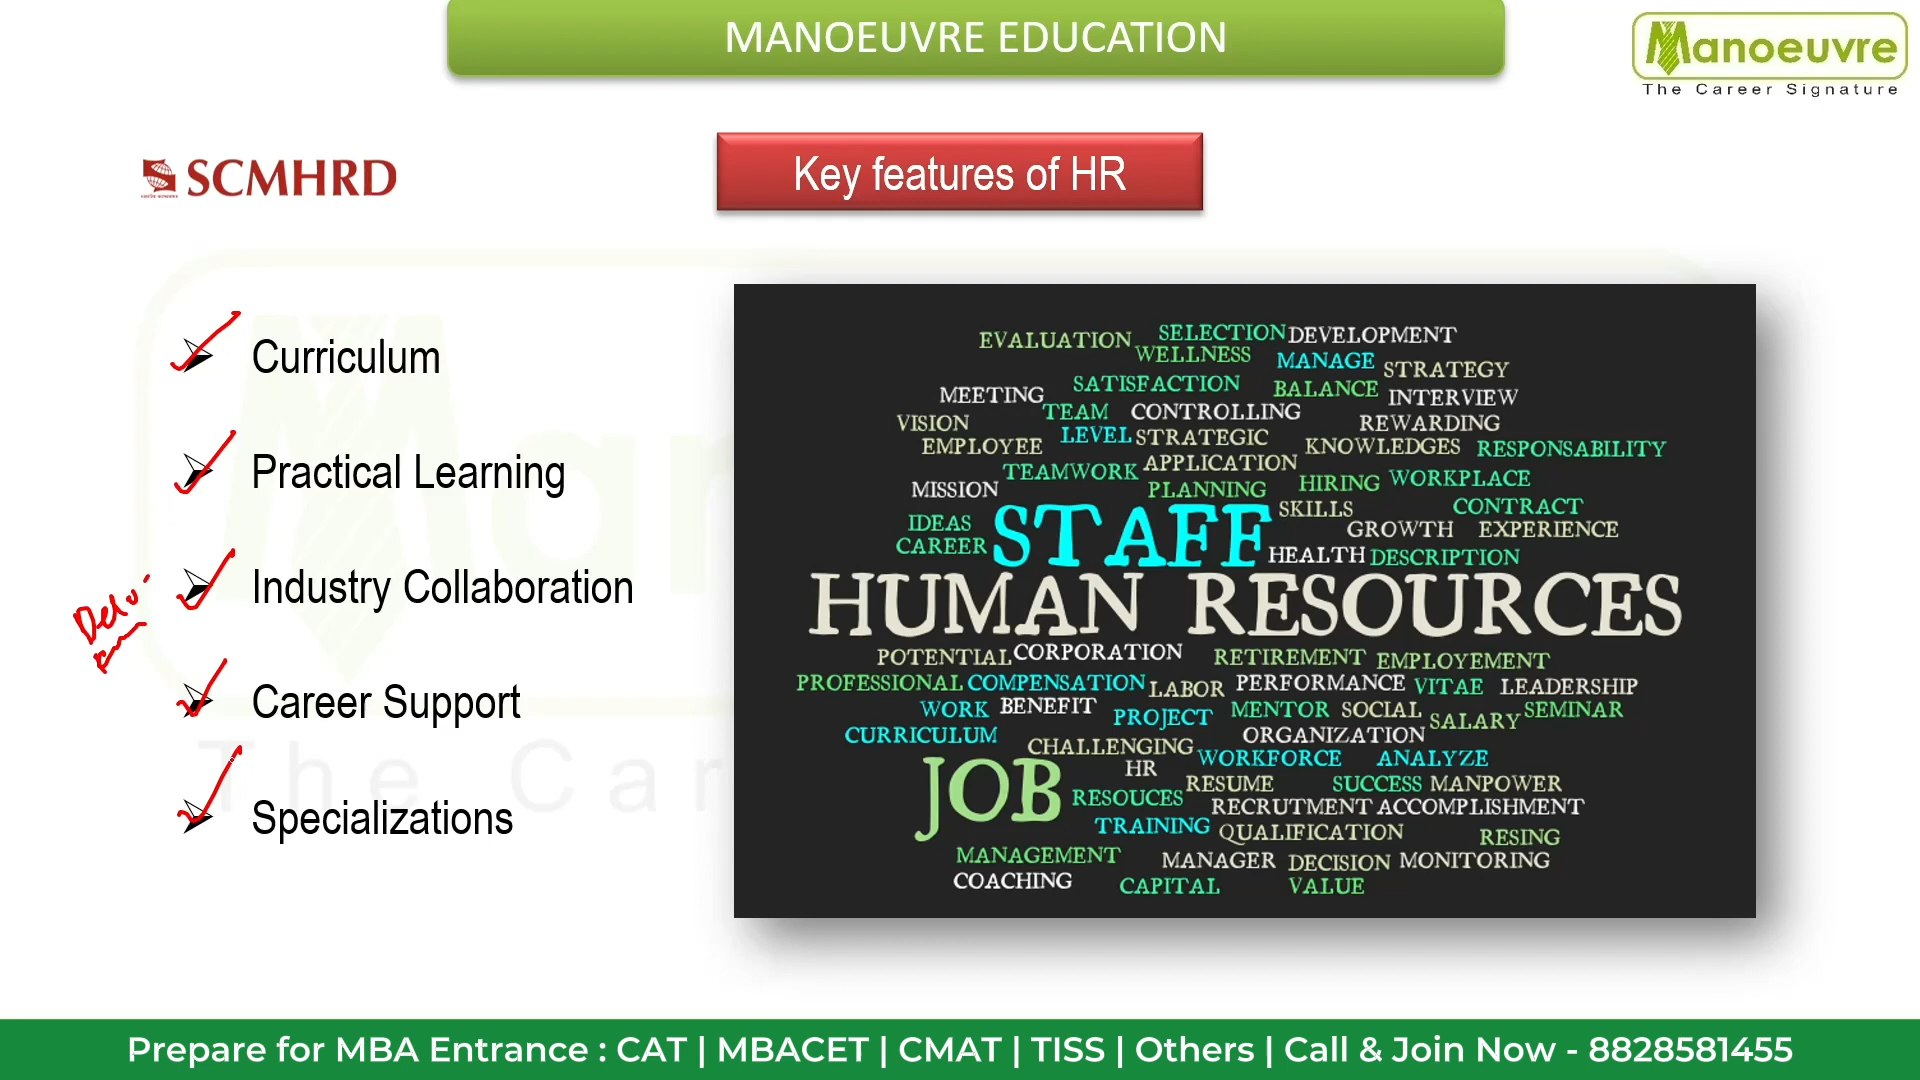 MANOEUVRE EDUCATION
Manoeuvre
The Career Signature
SCMHRD
Key features of HR
Curriculum
Practical Learning
Industry Collaboration
Career Support
Specializations
EVALUATION SELECTION DEVELOPMENT
WELLNESS MANAGE STRATEGY
MEETING SATISFACTION BALANCE INTERVIEW
VISION TEAM CONTROLLING REWARDING
EMPLOYEE LEVEL STRATEGIC KNOWLEDGES RESPONSABILITY
TEAMWORK APPLICATION
MISSION PLANNING HIRING WORKPLACE
IDEAS STAFF SKILLS CONTRACT
GROWTH EXPERIENCE
CAREER HEALTH DESCRIPTION
HUMAN RESOURCES
POTENTIAL CORPORATION RETIREMENT EMPLOYEMENT
PROFESSIONAL COMPENSATION LABOR PERFORMANCE VITAE LEADERSHIP
WORK BENEFIT PROJECT MENTOR SOCIAL SALARY SEMINAR
CURRICULUM CHALLENGING ORGANIZATION
WORKFORCE ANALYZE
JOB HR RESUME SUCCESS MANPOWER
RESOUCES RECRUTMENT ACCOMPLISHMENT
TRAINING QUALIFICATION RESING
MANAGEMENT MANAGER DECISION MONITORING
COACHING CAPITAL VALUE
Prepare for MBA Entrance : CAT | MBACET | CMAT | TISS | Others | Call & Join Now - 8828581455